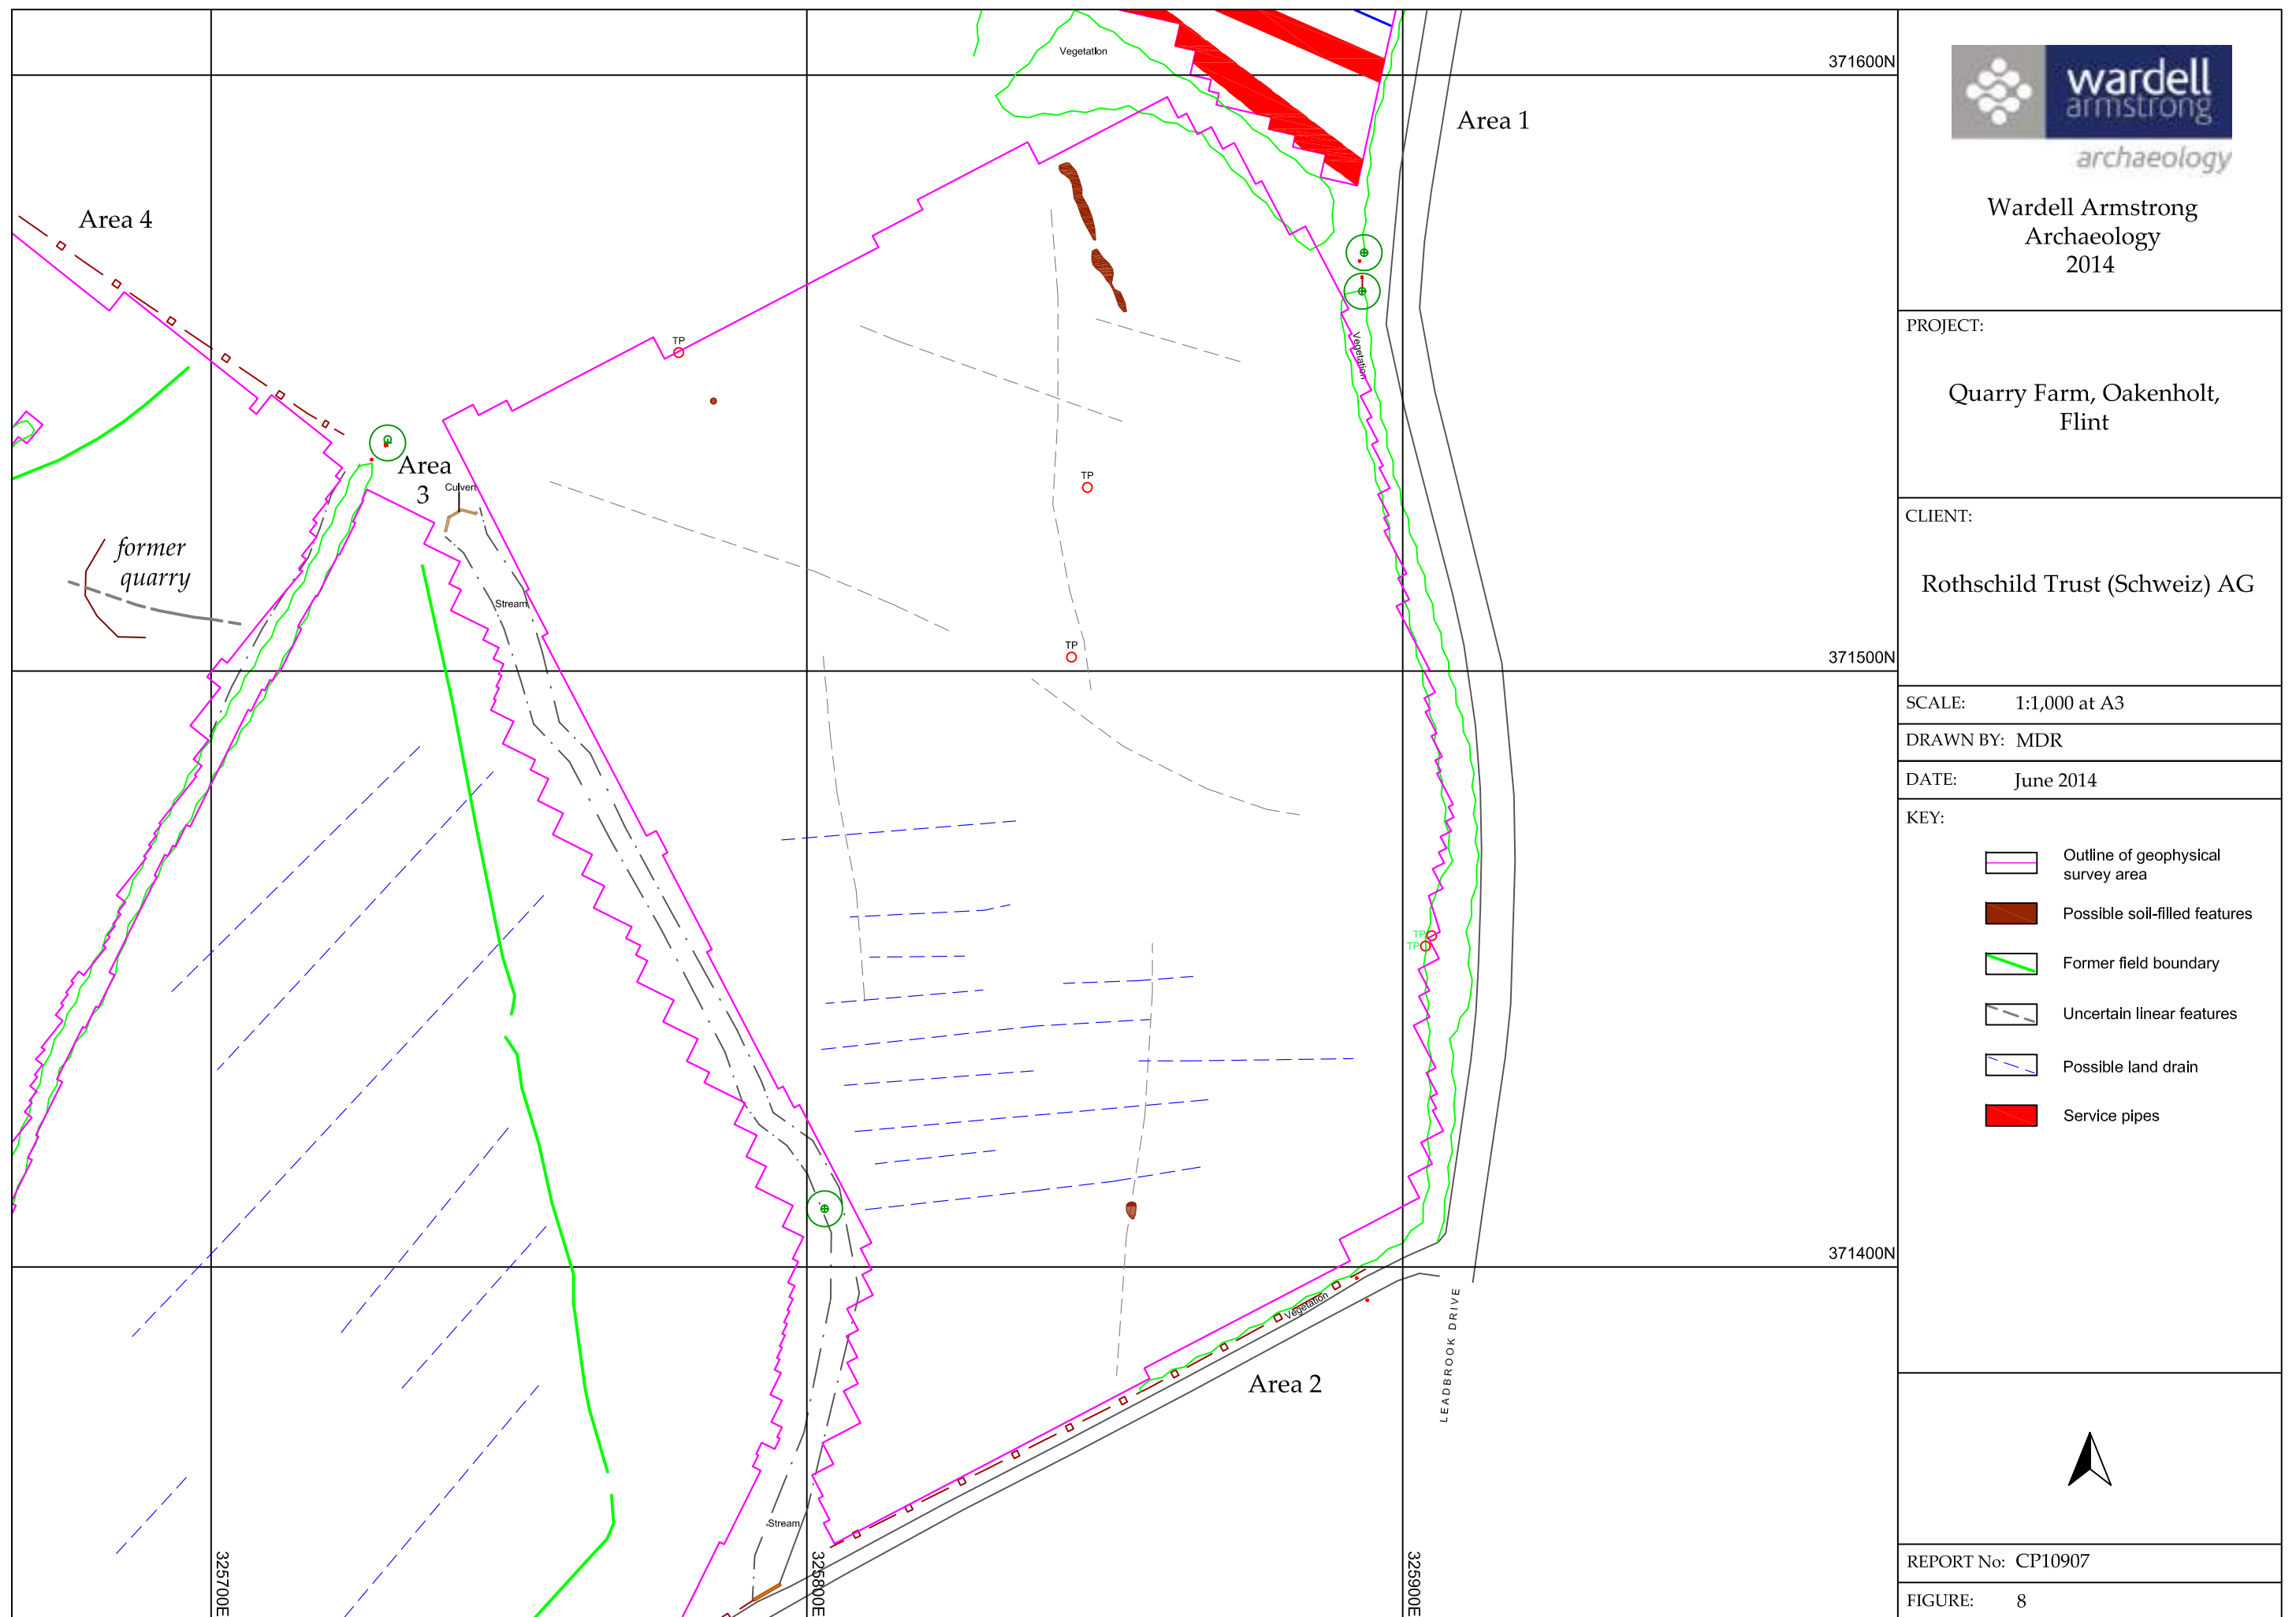 Vegetation
371600N
Area 1
Area 4
TP
Vegetation
Area
3
Culvert
TP
former
quarry
Stream
TP
371500N
TP
TP
371400N
Vegetation
LEADBROOK DRIVE
Area 2
Stream
325700E
325800E
325900E
wardell
armstrong
archaeology
Wardell Armstrong
Archaeology
2014
PROJECT:
Quarry Farm, Oakenholt,
Flint
CLIENT:
Rothschild Trust (Schweiz) AG
SCALE: 1:1,000 at A3
DRAWN BY: MDR
DATE: June 2014
KEY:
Outline of geophysical
survey area
Possible soil-filled features
Former field boundary
Uncertain linear features
Possible land drain
Service pipes
REPORT No: CP10907
FIGURE: 8